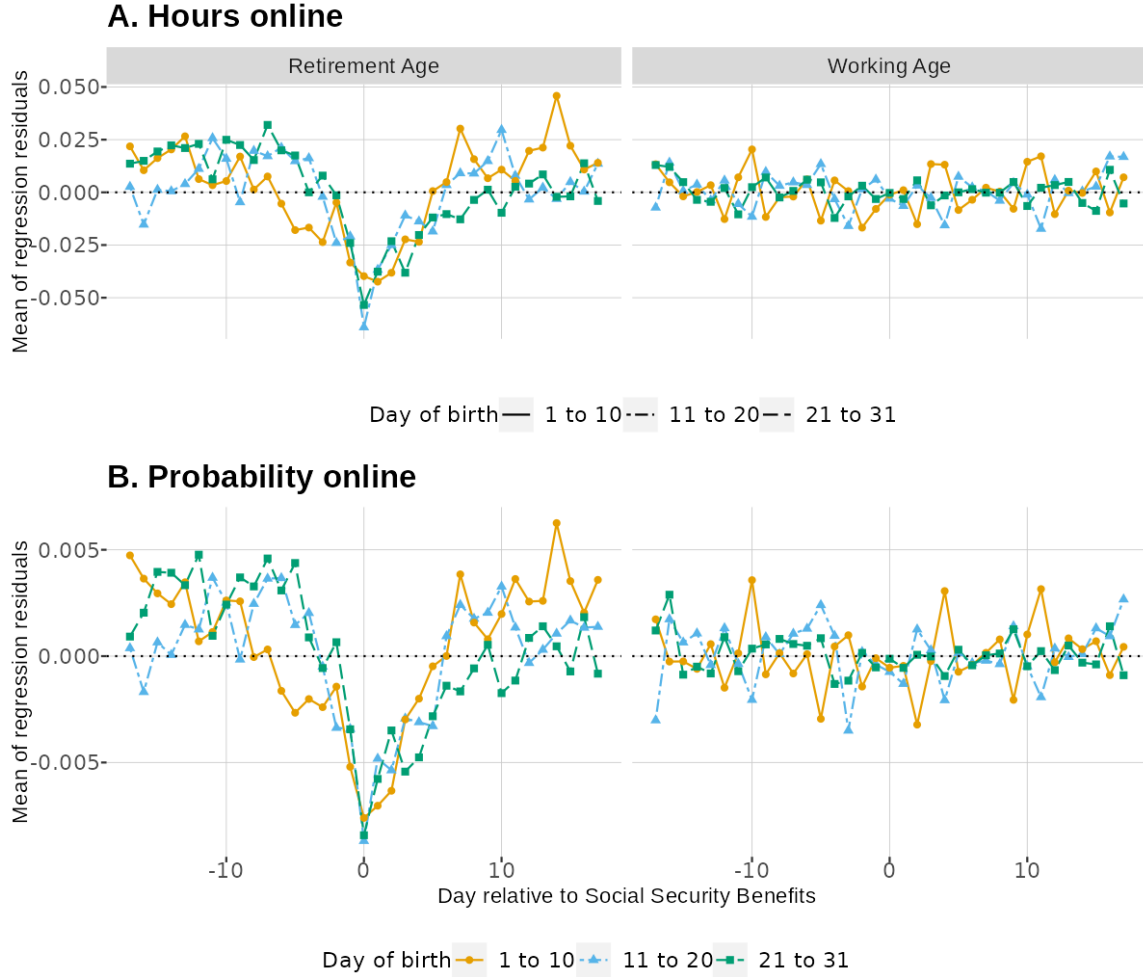 A. Hours online
Retirement Age
Working Age
Mean of regression residuals
0.050
0.025
0.000
-0.025
-0.050
Day of birth 1 to 10 11 to 20 21 to 31
B. Probability online
Mean of regression residuals
0.005
0.000
-0.005
-10 0 10 -10 0 10
Day relative to Social Security Benefits
Day of birth 1 to 10 11 to 20 21 to 31